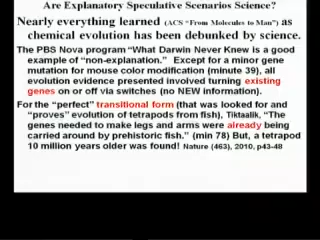 Are Explanatory Speculative Scenarios Science?
Nearly everything learned (ACS “From Molecules to Man”) as
chemical evolution has been debunked by science.
The PBS Nova program “What Darwin Never Knew is a good
example of “non-explanation.”  Except for a minor gene
mutation for mouse color modification (minute 39), all
evolution evidence presented involved turning existing
genes on or off via switches (no NEW information).
For the “perfect” transitional form (that was looked for and
“proves” evolution of tetrapods from fish), Tiktaalik, “The
genes needed to make legs and arms were already being
carried around by prehistoric fish.” (min 78) But, a tetrapod
10 million years older was found! Nature (463), 2010, p43-48